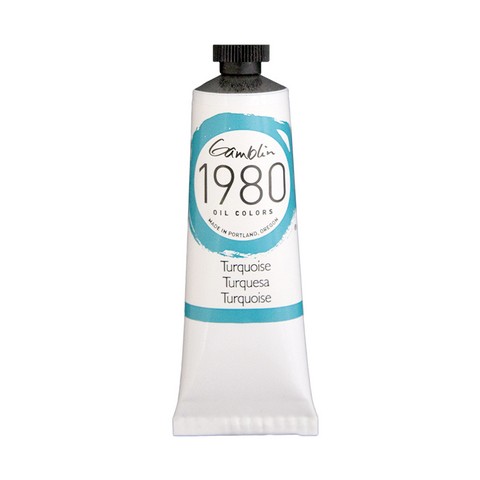 Gamblin
1980
OIL COLORS
MADE IN PORTLAND, OREGON
Turquoise
Turquesa
Turquoise